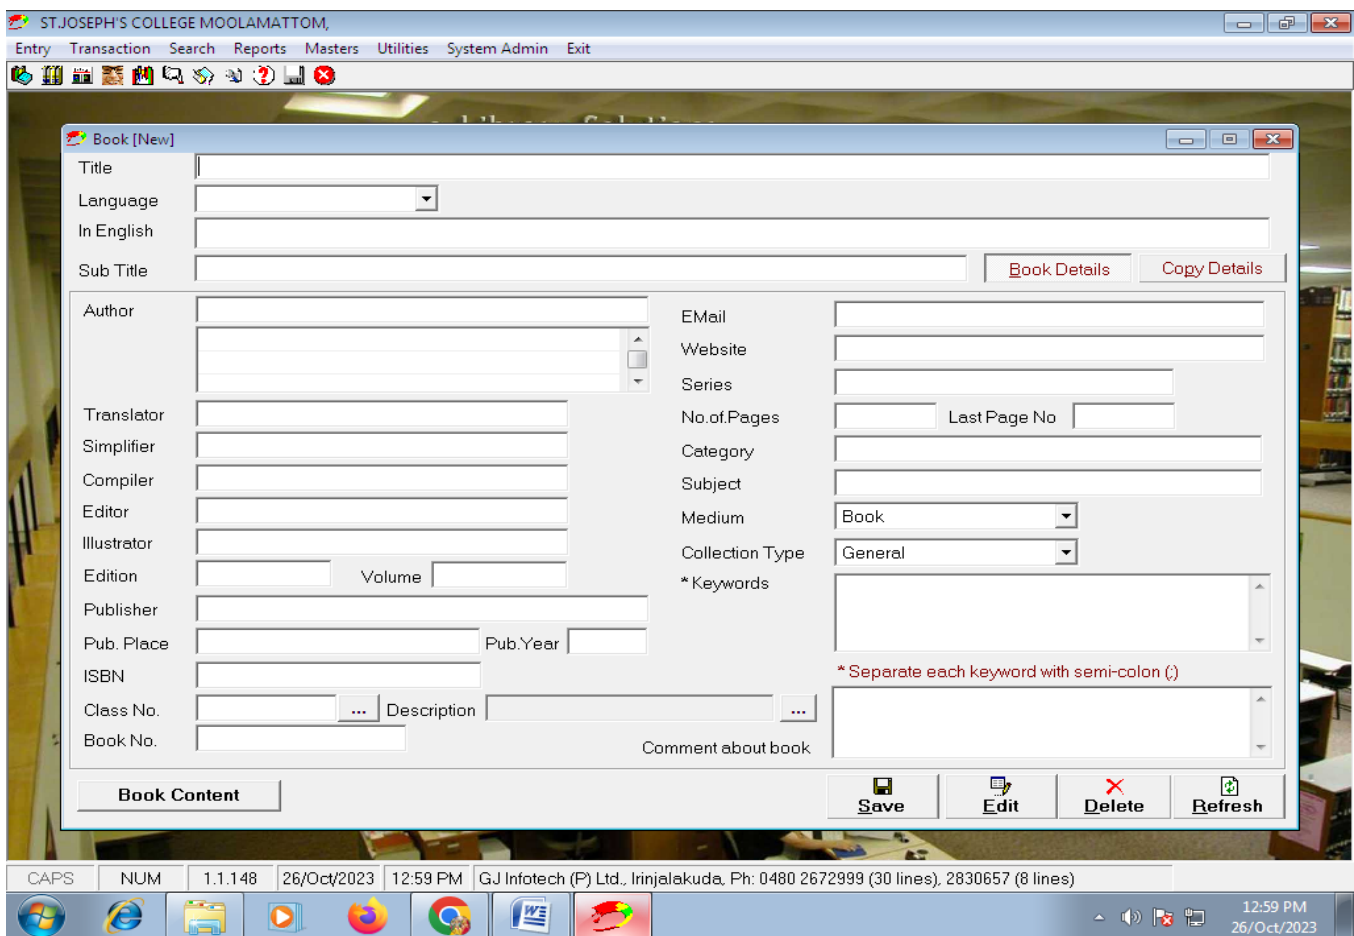 ST.JOSEPH'S COLLEGE MOOLAMATTOM,
Entry Transaction Search Reports Masters Utilities System Admin Exit
Book [New]
Title
Language
In English
Sub Title Book Details Copy Details
Author EMail
Website
Series
Translator No.of.Pages Last Page No
Simplifier Category
Compiler Subject
Editor Medium Book
Illustrator Collection Type General
Edition Volume * Keywords
Publisher
Pub. Place Pub.Year
ISBN * Separate each keyword with semi-colon (;)
Class No. ... Description ...
Book No. Comment about book
Book Content Save Edit Delete Refresh
CAPS NUM 1.1.148 26/Oct/2023 12:59 PM GJ Infotech (P) Ltd., Irinjalakuda, Ph: 0480 2672999 (30 lines), 2830657 (8 lines)
12:59 PM
26/Oct/2023